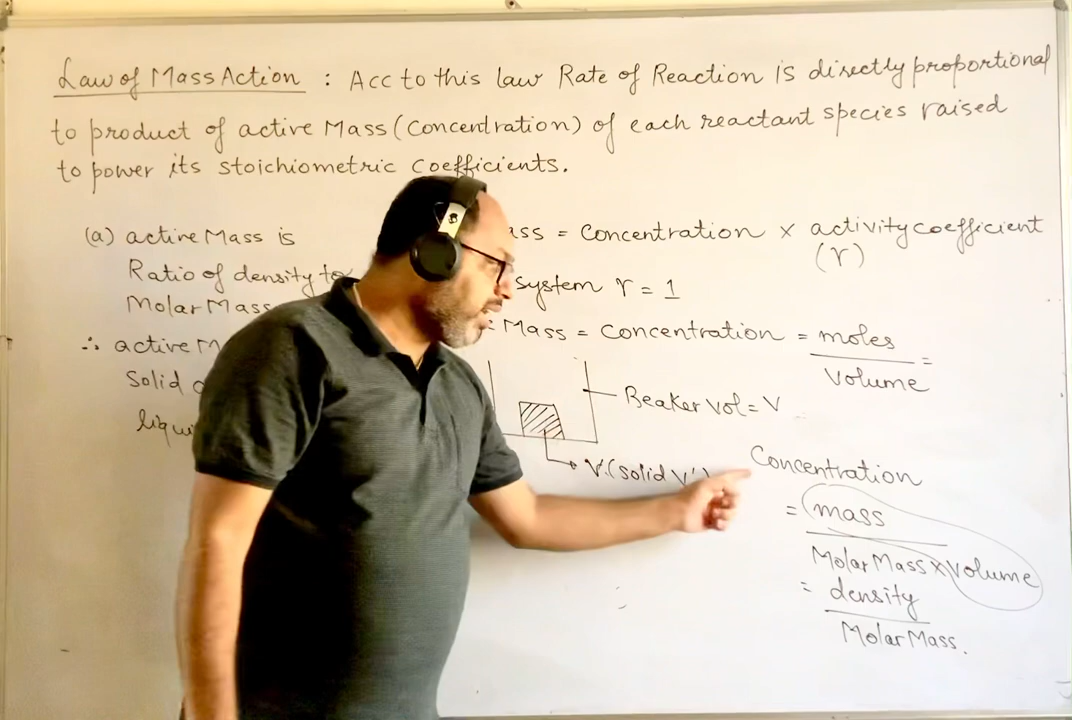 Law of Mass Action : Acc to this law Rate of Reaction is directly proportional
to product of active Mass (Concentration) of each reactant species raised
to power its stoichiometric coefficients.
(a) active Mass is
Ratio of density to
Molar Mass
∴ active M
Solid
liqui
ass = Concentration × activity coefficient
(γ)
system γ = 1
Mass = Concentration = moles
Volume
=
Beaker Vol = V
V' (solid V')
Concentration
= mass
Molar Mass × Volume
= density
Molar Mass.